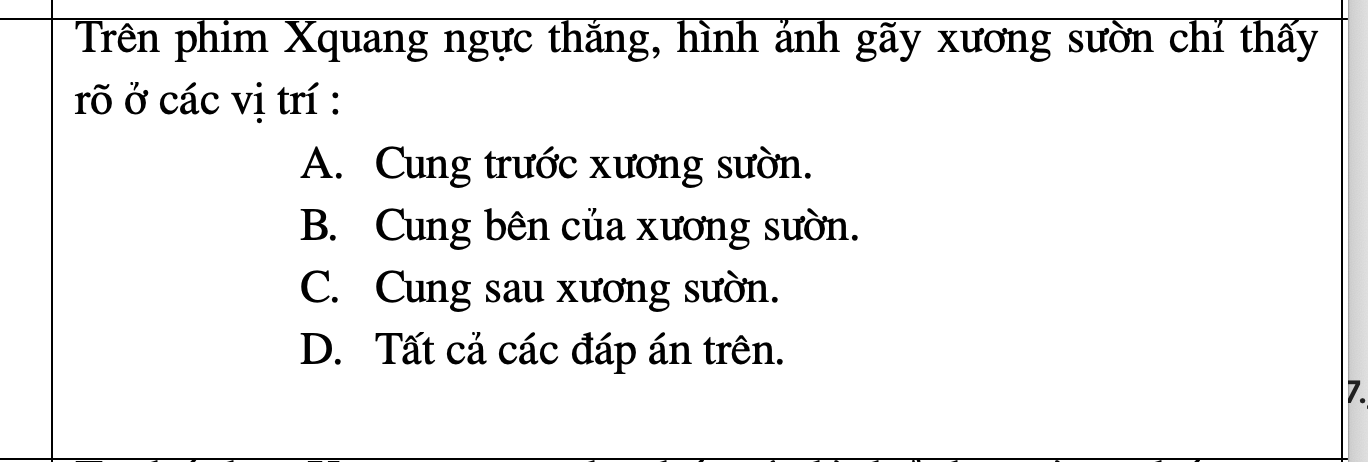 Trên phim Xquang ngực thẳng, hình ảnh gãy xương sườn chỉ thấy
rõ ở các vị trí :
A. Cung trước xương sườn.
B. Cung bên của xương sườn.
C. Cung sau xương sườn.
D. Tất cả các đáp án trên.
7.